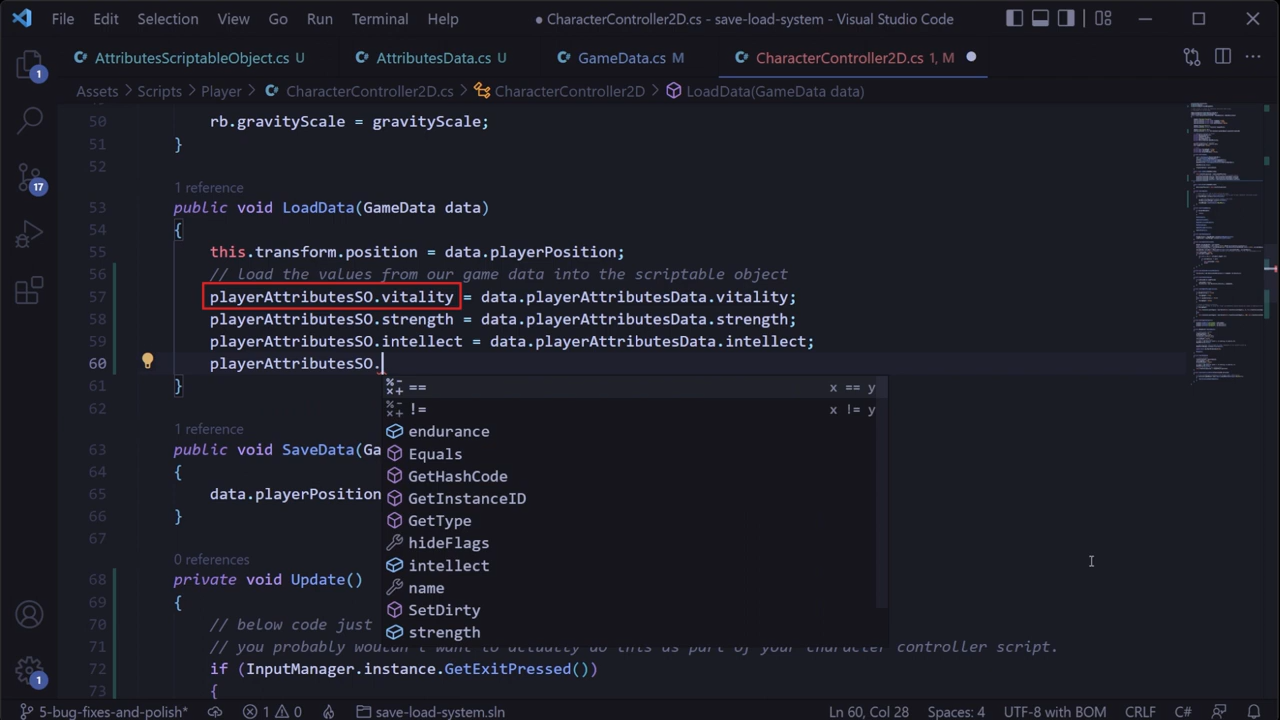 File Edit Selection View Go Run Terminal Help
● CharacterController2D.cs - save-load-system - Visual Studio Code
AttributesScriptableObject.cs U
AttributesData.cs U
GameData.cs M
CharacterController2D.cs 1, M
Assets > Scripts > Player > CharacterController2D.cs > CharacterController2D > LoadData(GameData data)
1
17
1
50 rb.gravityScale = gravityScale;
51 }
52
1 reference
53 public void LoadData(GameData data)
54 {
55 this.transform.position = data.playerPosition;
56 // load the values from our game data into the scriptable object
57 playerAttributesSO.vitality = data.playerAttributesData.vitality;
58 playerAttributesSO.strength = data.playerAttributesData.strength;
59 playerAttributesSO.intellect = data.playerAttributesData.intellect;
60 playerAttributesSO.
61 }
== x == y
!= x != y
endurance
Equals
GetHashCode
GetInstanceID
GetType
hideFlags
intellect
name
SetDirty
strength
62
1 reference
63 public void SaveData(Ga
64 {
65 data.playerPosition
66 }
67
0 references
68 private void Update()
69 {
70 // below code just
71 // you probably wouldn't want to actually do this as part of your character controller script.
72 if (InputManager.instance.GetExitPressed())
73 {
5-bug-fixes-and-polish* 1 0 save-load-system.sln Ln 60, Col 28 Spaces: 4 UTF-8 with BOM CRLF C#